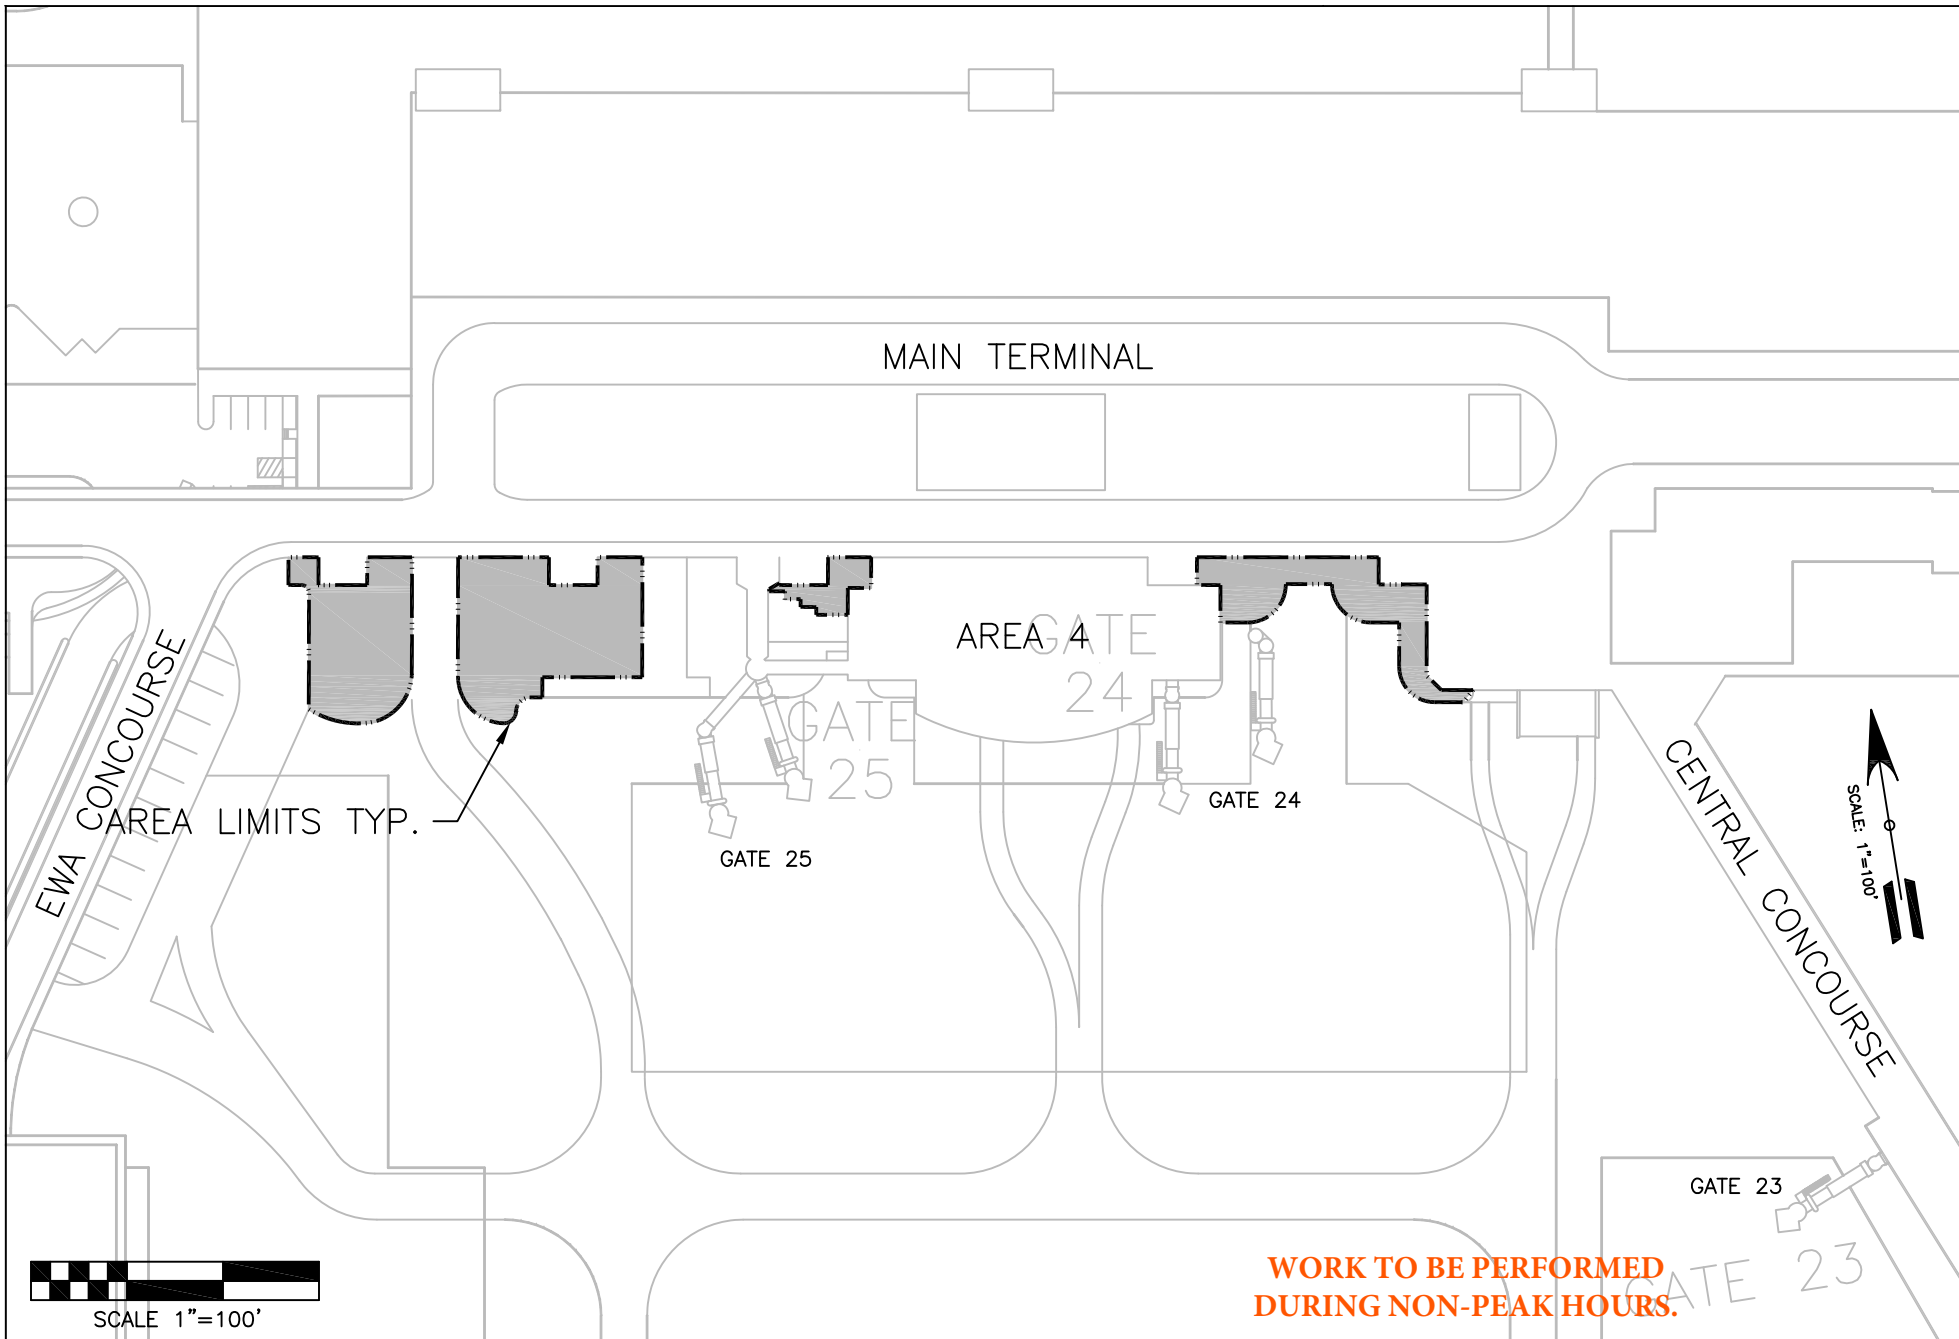 MAIN TERMINAL
AREA 4
GATE
24
GATE
25
EWA CONCOURSE
AREA LIMITS TYP.
GATE 24
GATE 25
CENTRAL CONCOURSE
SCALE: 1"=100'
GATE 23
GATE 23
WORK TO BE PERFORMED
DURING NON-PEAK HOURS.
SCALE 1"=100'